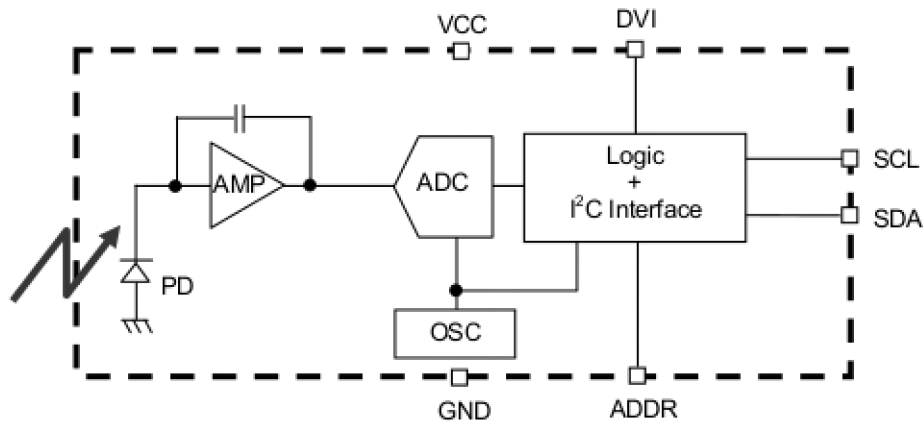 VCC
DVI
AMP
ADC
Logic
+
I²C Interface
SCL
SDA
PD
OSC
GND
ADDR